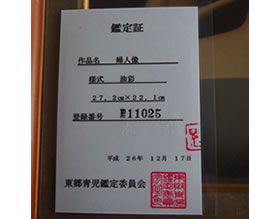 鑑定証
作品名 婦人像
様式 油彩
27.2cm×22.1cm
登録番号 11025
平成 26年 12月 17日
東郷青児鑑定委員会